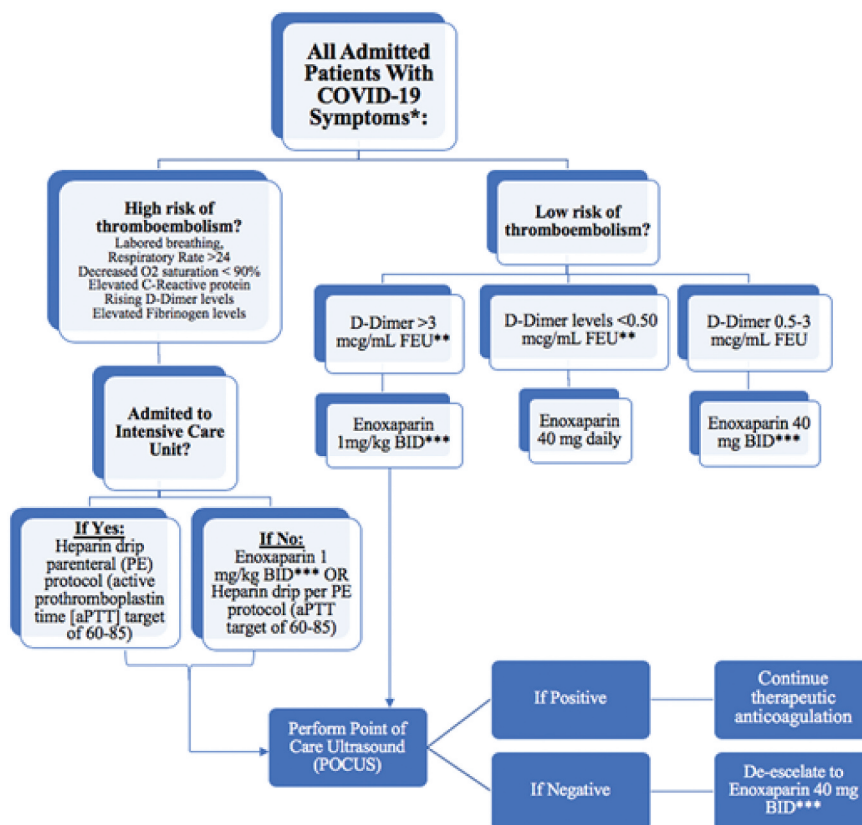 All Admitted
Patients With
COVID-19
Symptoms*:
High risk of
thromboembolism?
Labored breathing,
Respiratory Rate >24
Decreased O2 saturation < 90%
Elevated C-Reactive protein
Rising D-Dimer levels
Elevated Fibrinogen levels
Low risk of
thromboembolism?
D-Dimer >3
mcg/mL FEU**
D-Dimer levels <0.50
mcg/mL FEU**
D-Dimer 0.5-3
mcg/mL FEU
Admited to
Intensive Care
Unit?
Enoxaparin
1mg/kg BID***
Enoxaparin
40 mg daily
Enoxaparin 40
mg BID***
If Yes:
Heparin drip
parenteral (PE)
protocol (active
prothromboplastin
time [aPTT] target
of 60-85)
If No:
Enoxaparin 1
mg/kg BID*** OR
Heparin drip per PE
protocol (aPTT
target of 60-85)
Perform Point of
Care Ultrasound
(POCUS)
If Positive
Continue
therapeutic
anticoagulation
If Negative
De-escelate to
Enoxaparin 40 mg
BID***